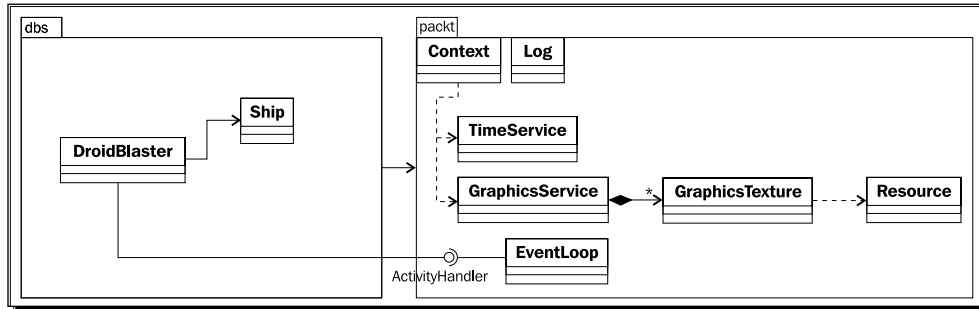 dbs
packt
Context
Log
Ship
TimeService
DroidBlaster
GraphicsService
*
GraphicsTexture
Resource
EventLoop
ActivityHandler